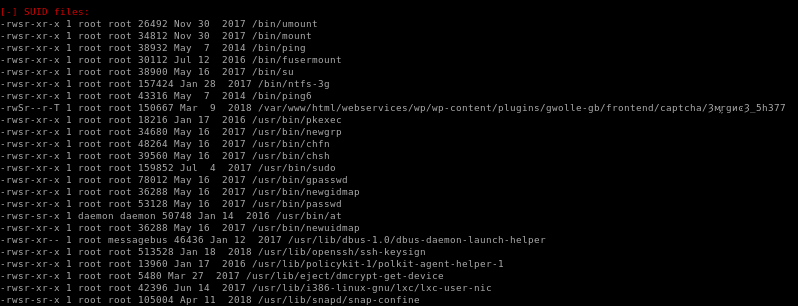 [-] SUID files:
-rwsr-xr-x 1 root root 26492 Nov 30 2017 /bin/umount
-rwsr-xr-x 1 root root 34812 Nov 30 2017 /bin/mount
-rwsr-xr-x 1 root root 38932 May 7 2014 /bin/ping
-rwsr-xr-x 1 root root 30112 Jul 12 2016 /bin/fusermount
-rwsr-xr-x 1 root root 38900 May 16 2017 /bin/su
-rwsr-xr-x 1 root root 157424 Jan 28 2017 /bin/ntfs-3g
-rwsr-xr-x 1 root root 43316 May 7 2014 /bin/ping6
-rwSr--r-T 1 root root 150667 Mar 9 2018
-rwsr-xr-x 1 root root 18216 Jan 17 2016 /usr/bin/pkexec
-rwsr-xr-x 1 root root 34680 May 16 2017 /usr/bin/newgrp
-rwsr-xr-x 1 root root 48264 May 16 2017 /usr/bin/chfn
-rwsr-xr-x 1 root root 39560 May 16 2017 /usr/bin/chsh
-rwsr-xr-x 1 root root 159852 Jul 4 2017 /usr/bin/sudo
-rwsr-xr-x 1 root root 78012 May 16 2017 /usr/bin/gpasswd
-rwsr-xr-x 1 root root 36288 May 16 2017 /usr/bin/newgidmap
-rwsr-xr-x 1 root root 53128 May 16 2017 /usr/bin/passwd
-rwsr-sr-x 1 daemon daemon 50748 Jan 14 2016 /usr/bin/at
-rwsr-xr-x 1 root root 36288 May 16 2017 /usr/bin/newuidmap
-rwsr-xr-- 1 root messagebus 46436 Jan 12 2017 /usr/lib/dbus-1.0/dbus-daemon-launch-helper
-rwsr-xr-x 1 root root 513528 Jan 18 2018 /usr/lib/openssh/ssh-keysign
-rwsr-xr-x 1 root root 13960 Jan 17 2016 /usr/lib/policykit-1/polkit-agent-helper-1
-rwsr-xr-x 1 root root 5480 Mar 27 2017 /usr/lib/eject/dmcrypt-get-device
-rwsr-xr-x 1 root root 42396 Jun 14 2017 /usr/lib/i386-linux-gnu/lxc/lxc-user-nic
-rwsr-xr-x 1 root root 105004 Apr 11 2018 /usr/lib/snapd/snap-confine